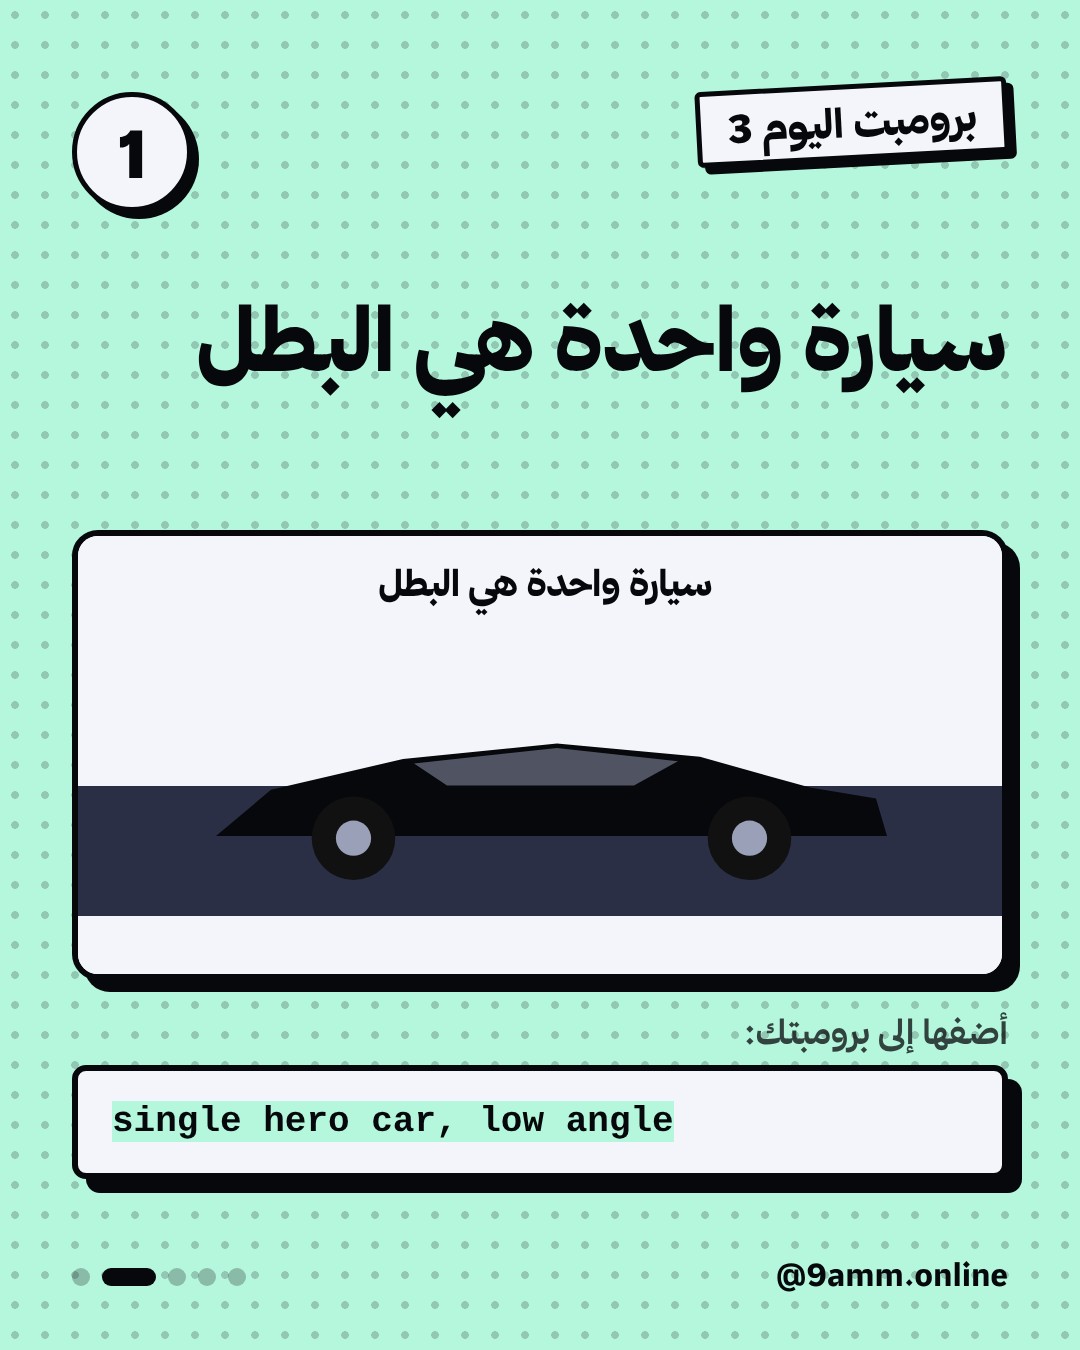 برومبت اليوم 3
1
سيارة واحدة هي البطل
سيارة واحدة هي البطل
أضفها إلى برومبتك:
single hero car, low angle
@9amm.online